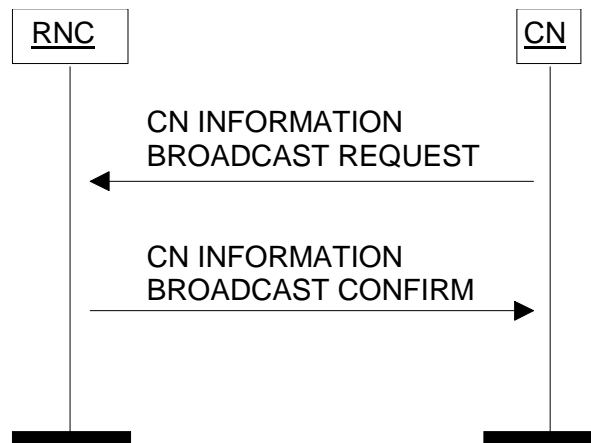 RNC
CN
CN INFORMATION
BROADCAST REQUEST
CN INFORMATION
BROADCAST CONFIRM